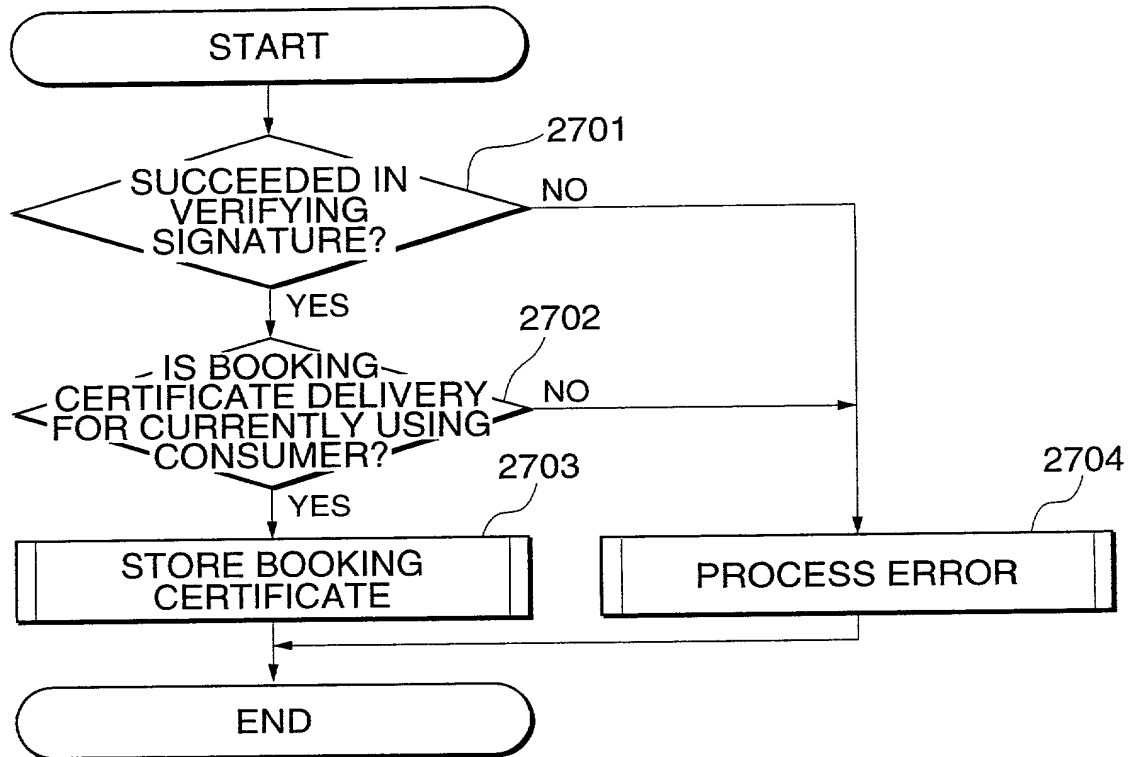 START
2701
SUCCEEDED IN
VERIFYING
SIGNATURE?
NO
YES
2702
IS BOOKING
CERTIFICATE DELIVERY
FOR CURRENTLY USING
CONSUMER?
NO
YES
2703
STORE BOOKING
CERTIFICATE
2704
PROCESS ERROR
END